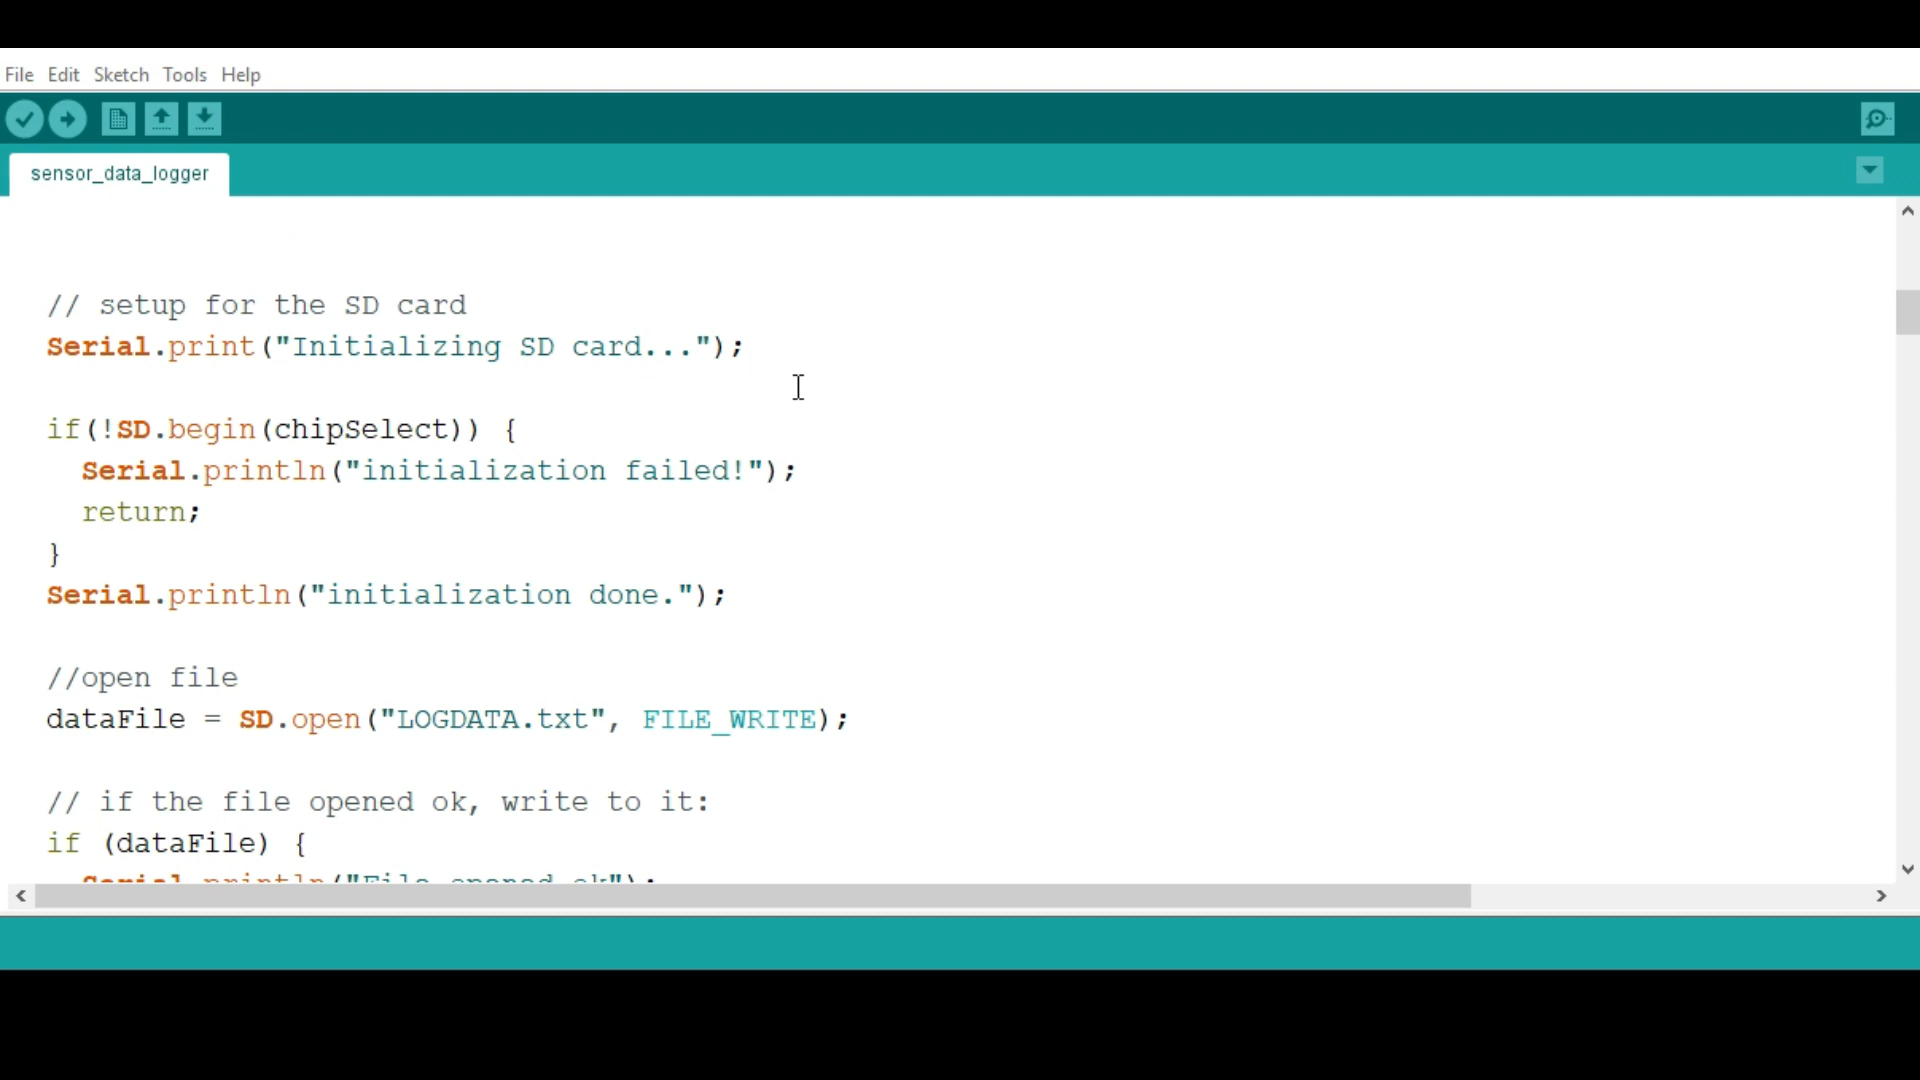 File Edit Sketch Tools Help
sensor_data_logger
// setup for the SD card
Serial.print("Initializing SD card...");
if(!SD.begin(chipSelect)) {
Serial.println("initialization failed!");
return;
}
Serial.println("initialization done.");
//open file
dataFile = SD.open("LOGDATA.txt", FILE_WRITE);
// if the file opened ok, write to it:
if (dataFile) {
Serial.println("File opened ok");